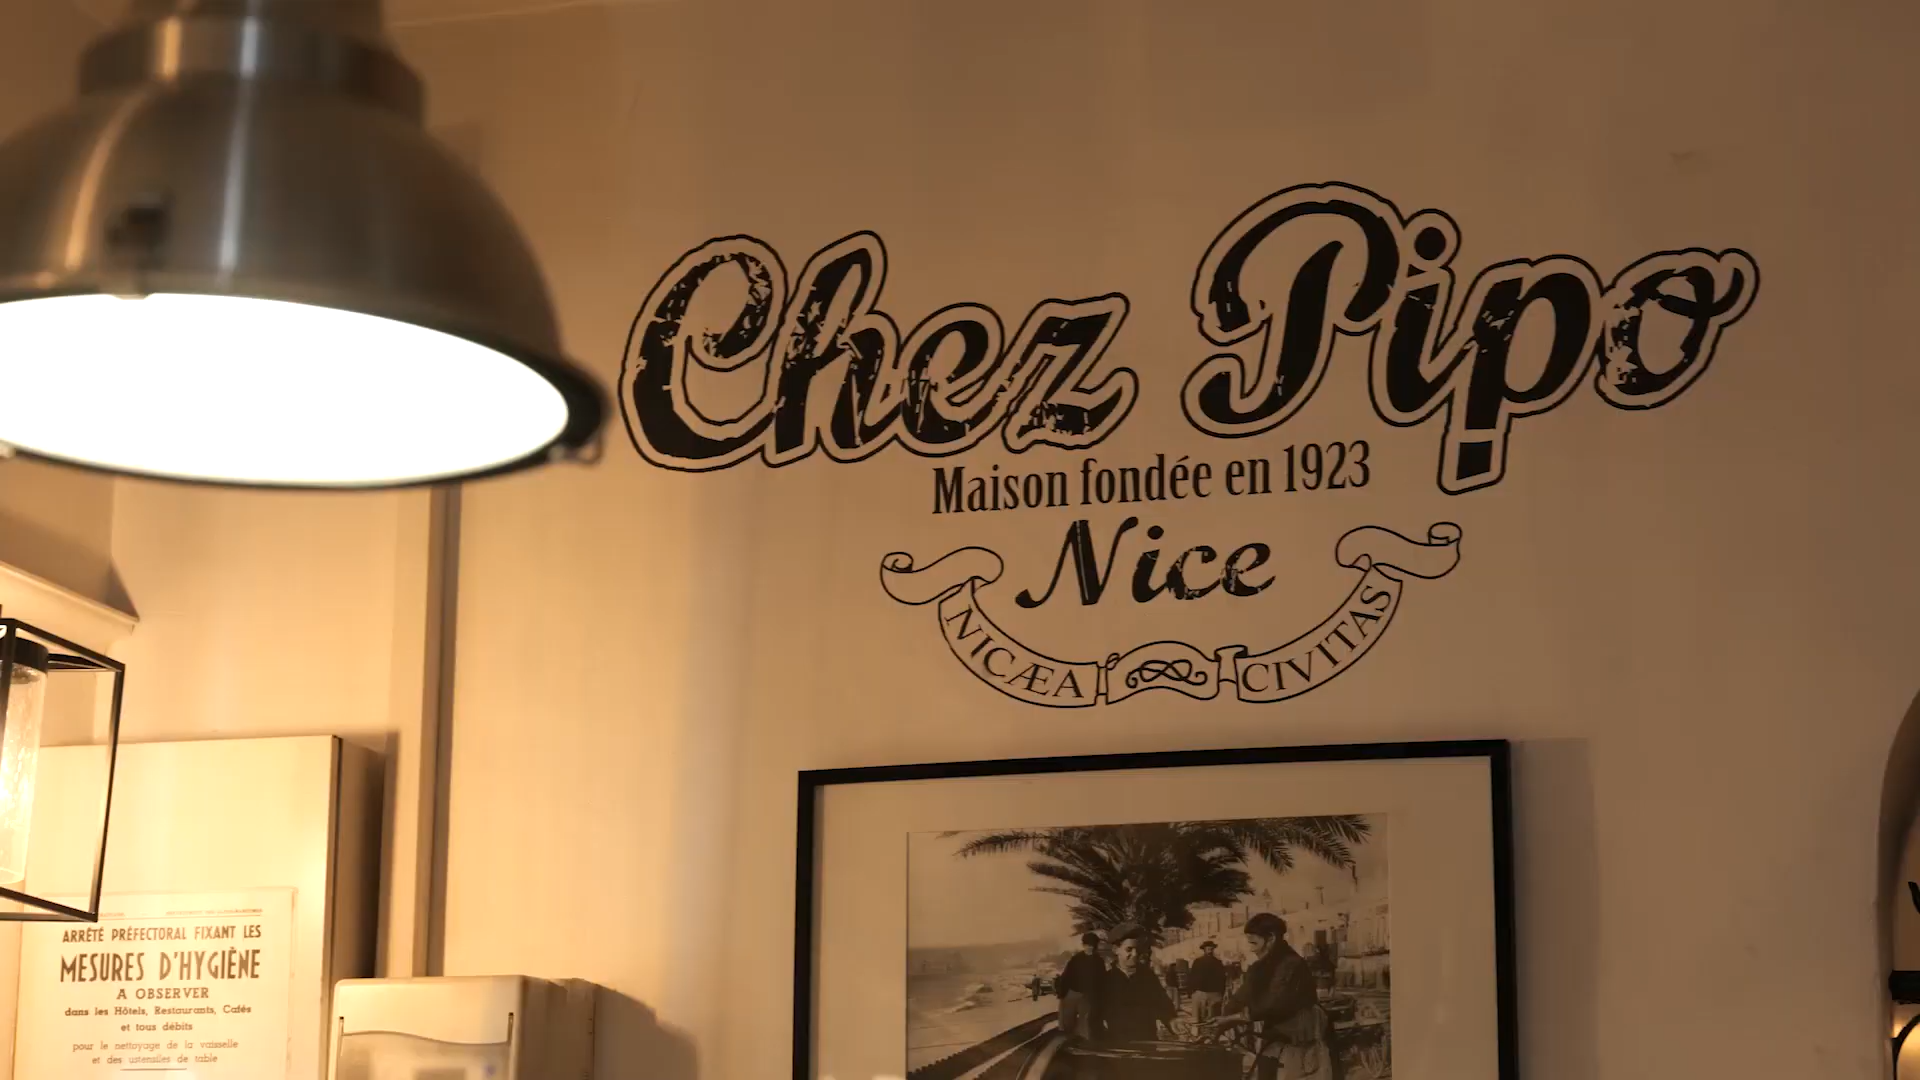 Chez Pipo
Maison fondée en 1923
Nice
NICÆA CIVITAS
ARRÊTÉ PRÉFECTORAL FIXANT LES
MESURES D'HYGIÈNE
A OBSERVER
dans les Hôtels, Restaurants, Cafés
et tous débits
pour le nettoyage de la vaisselle
et des ustensiles de table